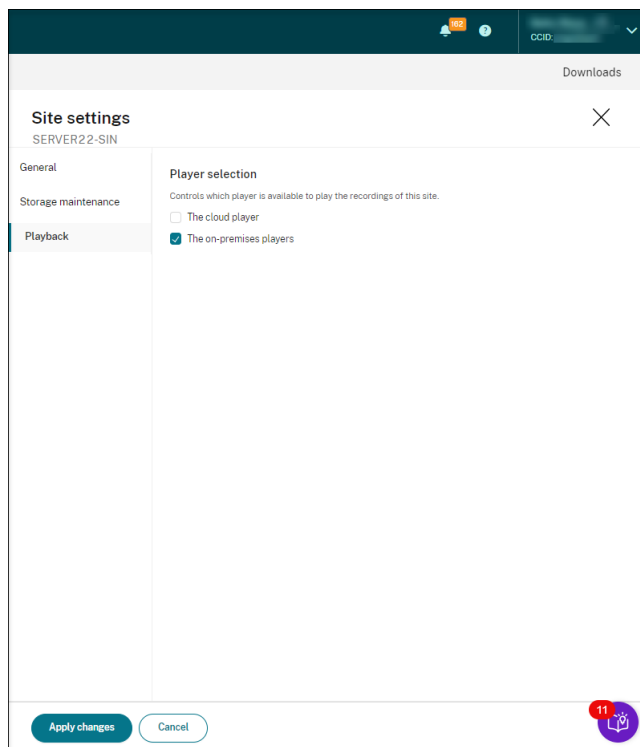 162
?
CCID:
Downloads
Site settings
SERVER22-SIN
General
Storage maintenance
Playback
Player selection
Controls which player is available to play the recordings of this site.
The cloud player
The on-premises players
11
Apply changes
Cancel